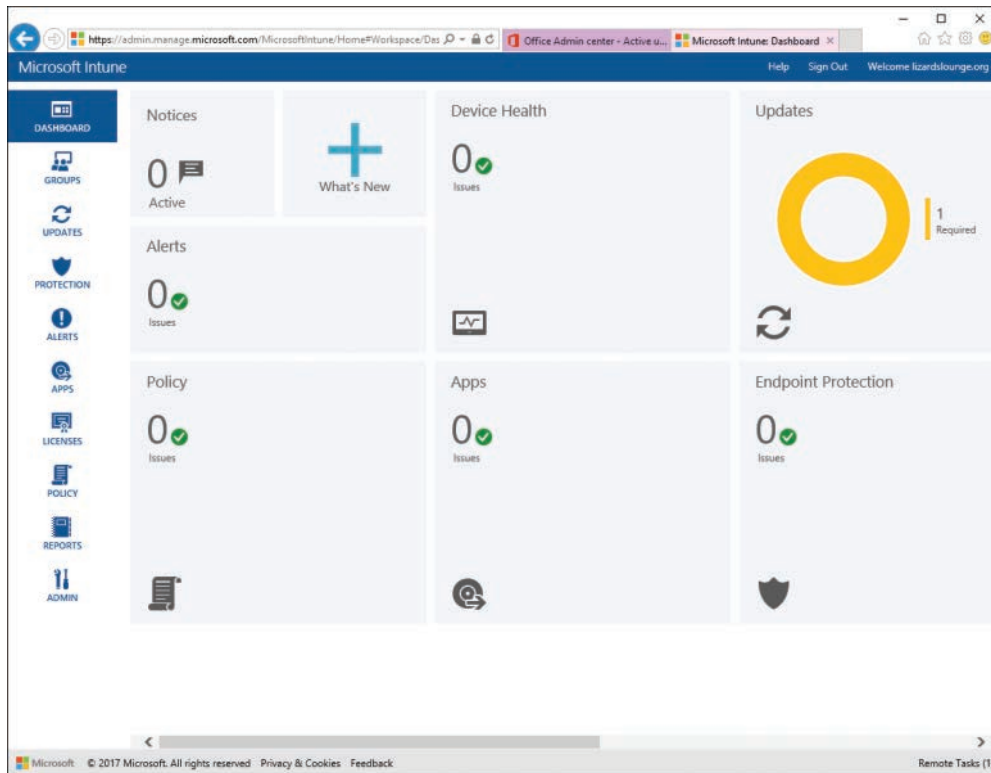 https://admin.manage.microsoft.com/MicrosoftIntune/Home#Workspace/Das
Office Admin center - Active u...
Microsoft Intune: Dashboard
Microsoft Intune
Help Sign Out Welcome lizardslounge.org
DASHBOARD
GROUPS
UPDATES
PROTECTION
ALERTS
APPS
LICENSES
POLICY
REPORTS
ADMIN
Notices
0
Active
What's New
Alerts
0
Issues
Device Health
0
Issues
Updates
1
Required
Policy
0
Issues
Apps
0
Issues
Endpoint Protection
0
Issues
Microsoft © 2017 Microsoft. All rights reserved Privacy & Cookies Feedback
Remote Tasks (1